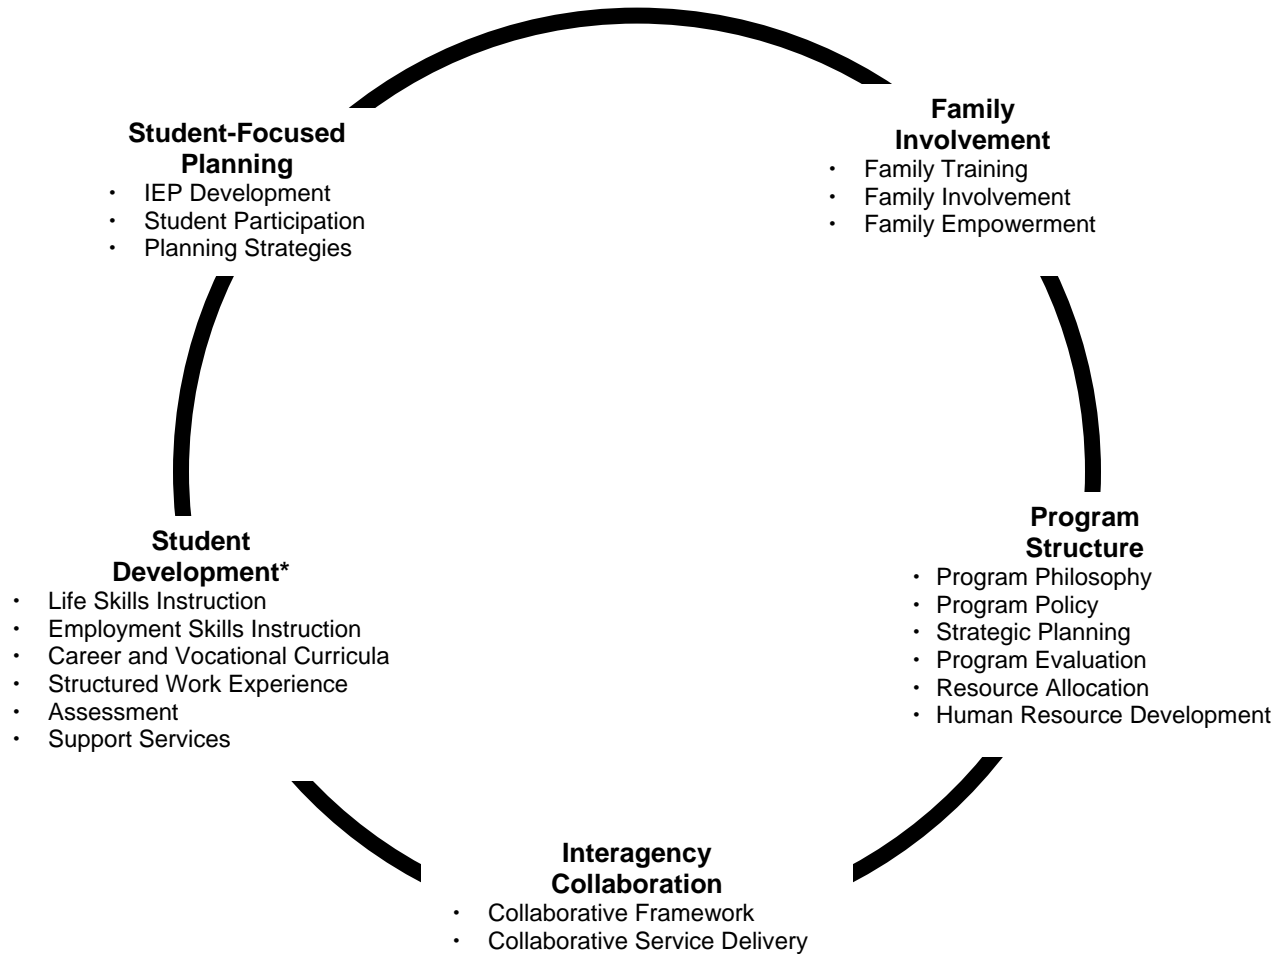 Student-Focused
Planning
• IEP Development
• Student Participation
• Planning Strategies
Family
Involvement
• Family Training
• Family Involvement
• Family Empowerment
Student
Development*
• Life Skills Instruction
• Employment Skills Instruction
• Career and Vocational Curricula
• Structured Work Experience
• Assessment
• Support Services
Program
Structure
• Program Philosophy
• Program Policy
• Strategic Planning
• Program Evaluation
• Resource Allocation
• Human Resource Development
Interagency
Collaboration
• Collaborative Framework
• Collaborative Service Delivery